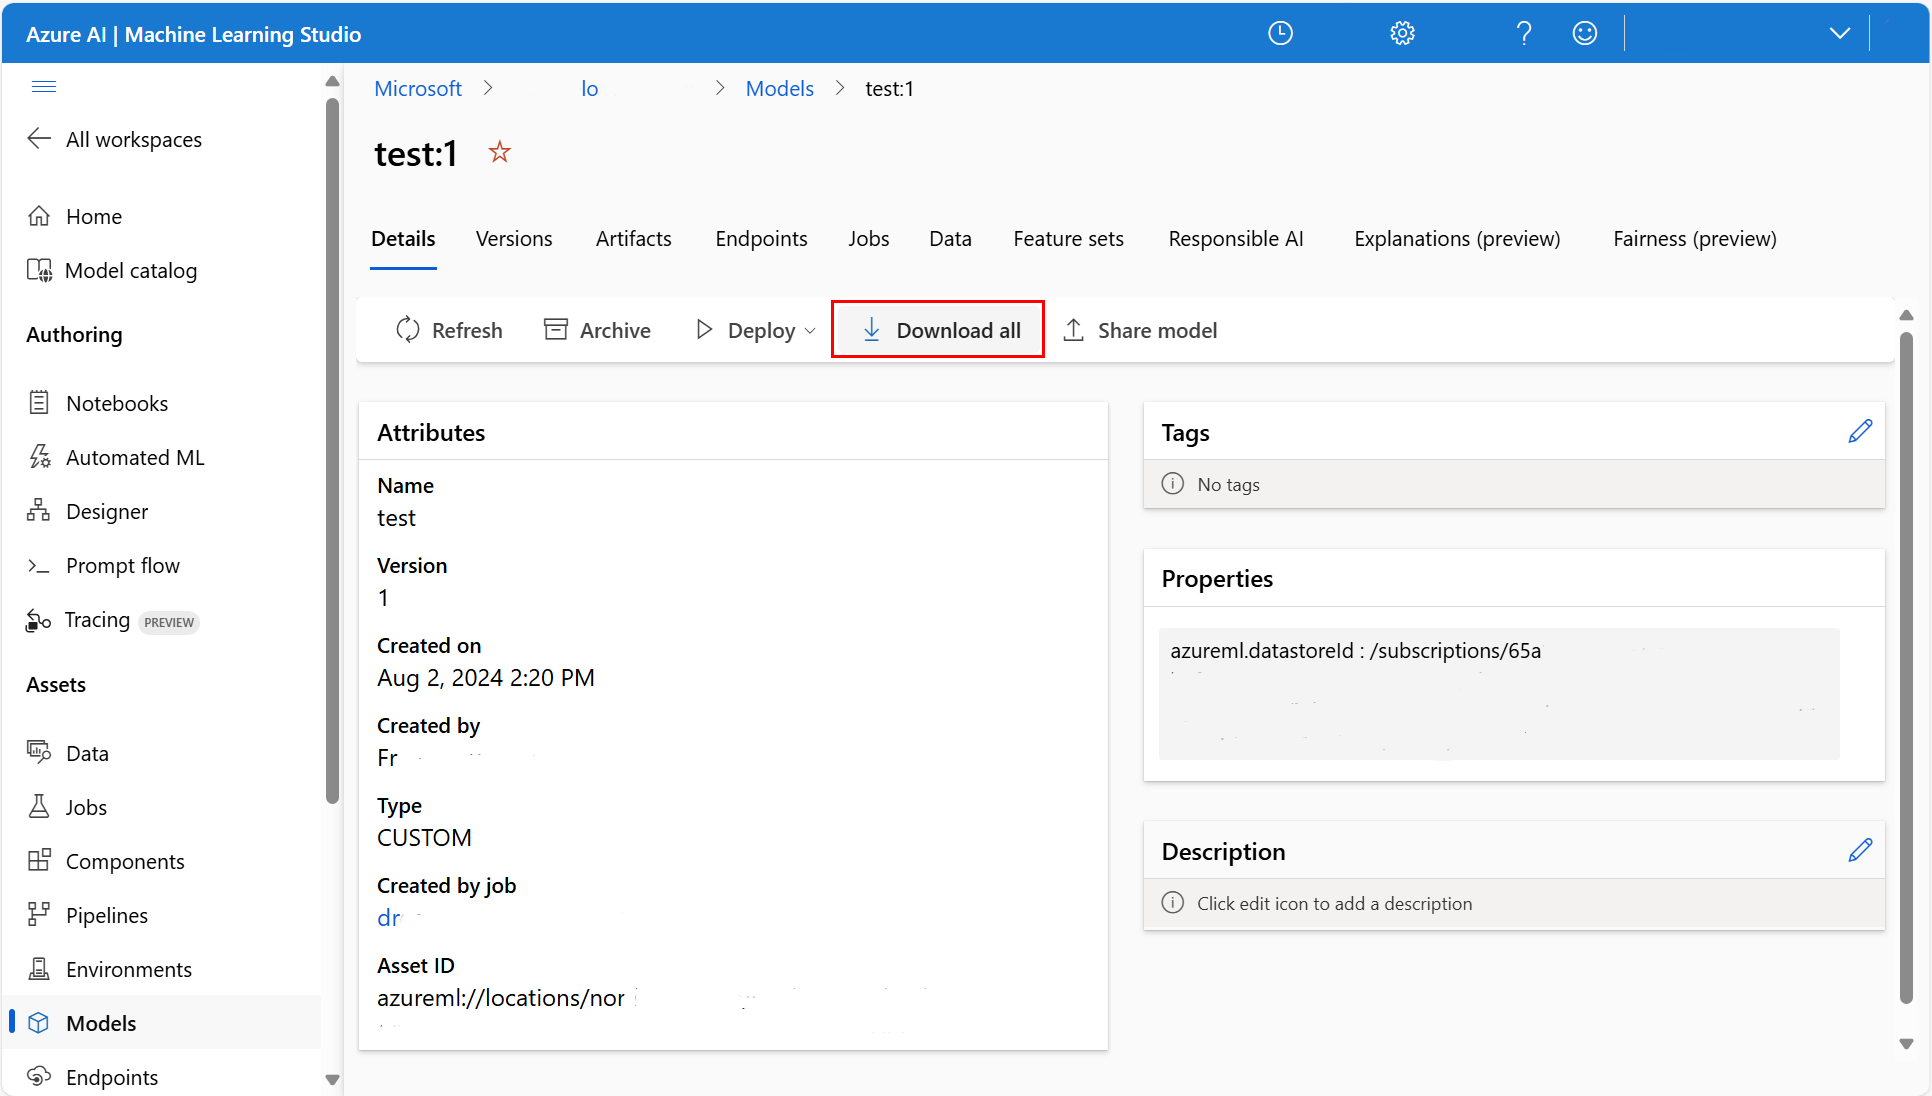 Azure AI | Machine Learning Studio
Microsoft > lo > Models > test:1
All workspaces
Home
Model catalog
Authoring
Notebooks
Automated ML
Designer
Prompt flow
Tracing PREVIEW
Assets
Data
Jobs
Components
Pipelines
Environments
Models
Endpoints
test:1
Details Versions Artifacts Endpoints Jobs Data Feature sets Responsible AI Explanations (preview) Fairness (preview)
Refresh Archive Deploy Download all Share model
Attributes
Name
test
Version
1
Created on
Aug 2, 2024 2:20 PM
Created by
Fr
Type
CUSTOM
Created by job
dr
Asset ID
azureml://locations/nor
Tags
No tags
Properties
azureml.datastoreId : /subscriptions/65a
Description
Click edit icon to add a description